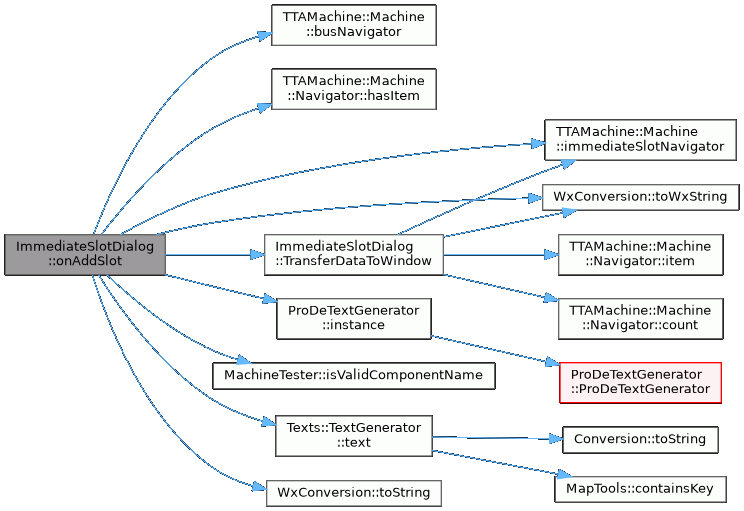 TTAMachine::Machine
::busNavigator
TTAMachine::Machine
::Navigator::hasItem
TTAMachine::Machine
::immediateSlotNavigator
WxConversion::toWxString
ImmediateSlotDialog
::onAddSlot
ImmediateSlotDialog
::TransferDataToWindow
TTAMachine::Machine
::Navigator::item
ProDeTextGenerator
::instance
TTAMachine::Machine
::Navigator::count
MachineTester::isValidComponentName
ProDeTextGenerator
::ProDeTextGenerator
Texts::TextGenerator
::text
Conversion::toString
WxConversion::toString
MapTools::containsKey